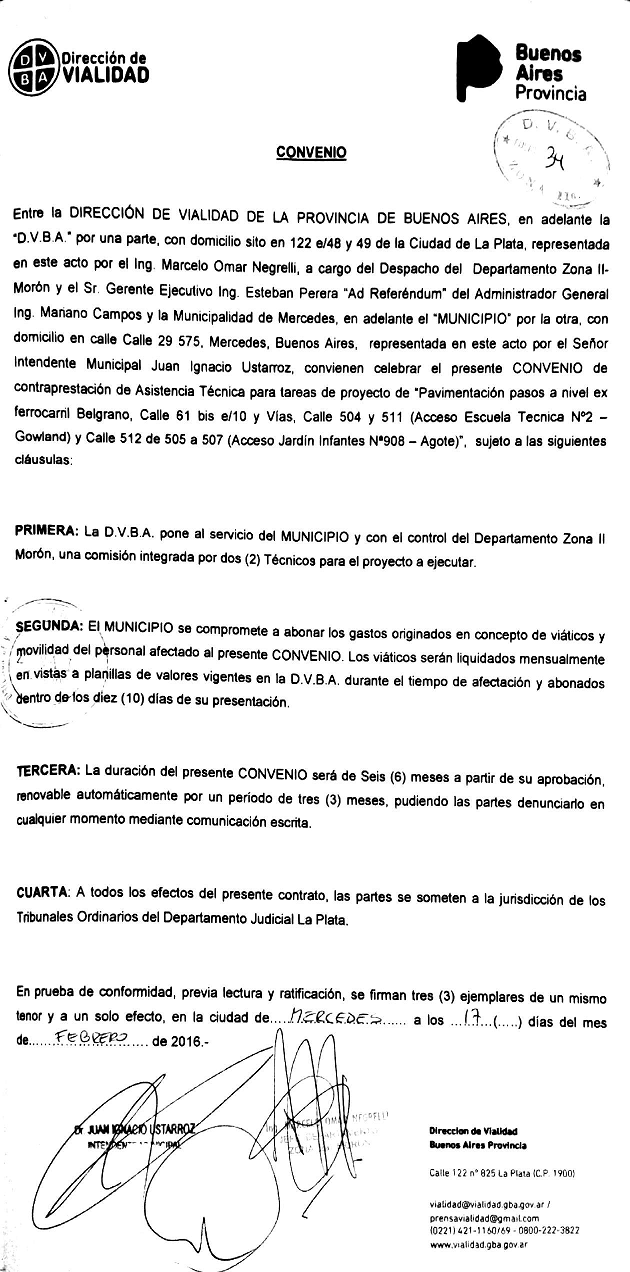 DVBA Dirección de
VIALIDAD
Buenos
Aires
Provincia
D. V. B. A.
34
ZONA
CONVENIO
Entre la DIRECCIÓN DE VIALIDAD DE LA PROVINCIA DE BUENOS AIRES, en adelante la
"D.V.B.A." por una parte, con domicilio sito en 122 e/48 y 49 de la Ciudad de La Plata, representada
en este acto por el Ing. Marcelo Omar Negrelli, a cargo del Despacho del Departamento Zona II-
Morón y el Sr. Gerente Ejecutivo Ing. Esteban Perera "Ad Referéndum" del Administrador General
Ing. Mariano Campos y la Municipalidad de Mercedes, en adelante el "MUNICIPIO" por la otra, con
domicilio en calle Calle 29 575, Mercedes, Buenos Aires, representada en este acto por el Señor
Intendente Municipal Juan Ignacio Ustarroz, convienen celebrar el presente CONVENIO de
contraprestación de Asistencia Técnica para tareas de proyecto de "Pavimentación pasos a nivel ex
ferrocarril Belgrano, Calle 61 bis e/10 y Vías, Calle 504 y 511 (Acceso Escuela Tecnica Nº2 –
Gowland) y Calle 512 de 505 a 507 (Acceso Jardín Infantes Nº908 – Agote)", sujeto a las siguientes
cláusulas:
PRIMERA: La D.V.B.A. pone al servicio del MUNICIPIO y con el control del Departamento Zona II
Morón, una comisión integrada por dos (2) Técnicos para el proyecto a ejecutar.
SEGUNDA: El MUNICIPIO se compromete a abonar los gastos originados en concepto de viáticos y
movilidad del personal afectado al presente CONVENIO. Los viáticos serán liquidados mensualmente
en vistas a planillas de valores vigentes en la D.V.B.A. durante el tiempo de afectación y abonados
dentro de los diez (10) días de su presentación.
TERCERA: La duración del presente CONVENIO será de Seis (6) meses a partir de su aprobación,
renovable automáticamente por un período de tres (3) meses, pudiendo las partes denunciarlo en
cualquier momento mediante comunicación escrita.
CUARTA: A todos los efectos del presente contrato, las partes se someten a la jurisdicción de los
Tribunales Ordinarios del Departamento Judicial La Plata.
En prueba de conformidad, previa lectura y ratificación, se firman tres (3) ejemplares de un mismo
tenor y a un solo efecto, en la ciudad de.....MERCEDES...... a los ...17...(.....) días del mes
de......FEBRERO..... de 2016.-
Dr JUAN IGNACIO USTARROZ
INTENDENTE MUNICIPAL
Ing. MARCELO OMAR NEGRELLI
Direccion de Vialidad
Buenos Aires Provincia
Calle 122 n° 825 La Plata (C.P. 1900)
vialidad@vialidad.gba.gov.ar /
prensavialidad@gmail.com
(0221) 421-1160/69 - 0800-222-3822
www.vialidad.gba.gov.ar